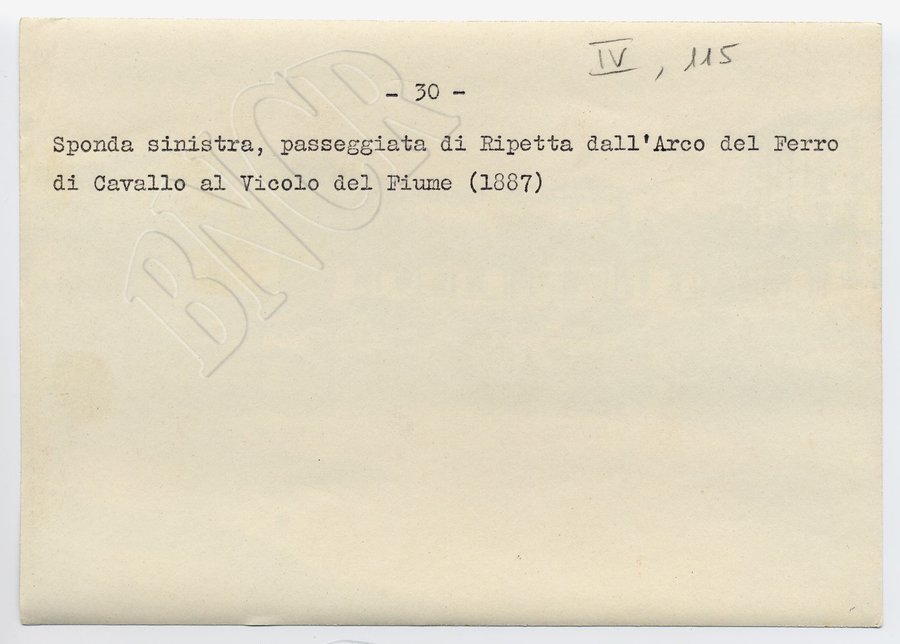 IV, 115
- 30 -
Sponda sinistra, passeggiata di Ripetta dall'Arco del Ferro
di Cavallo al Vicolo del Fiume (1887)
BNCR